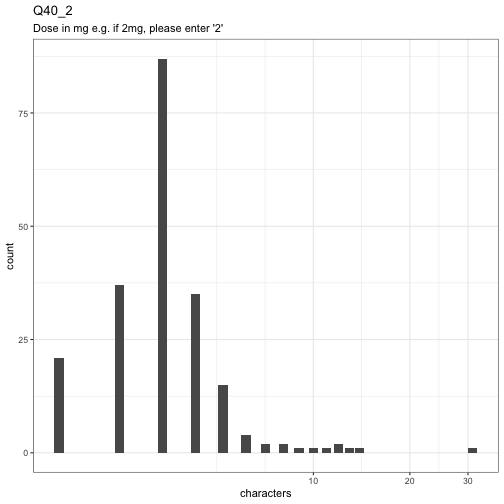 Q40_2
Dose in mg e.g. if 2mg, please enter '2'
75
50
25
0
count
10 20 30
characters